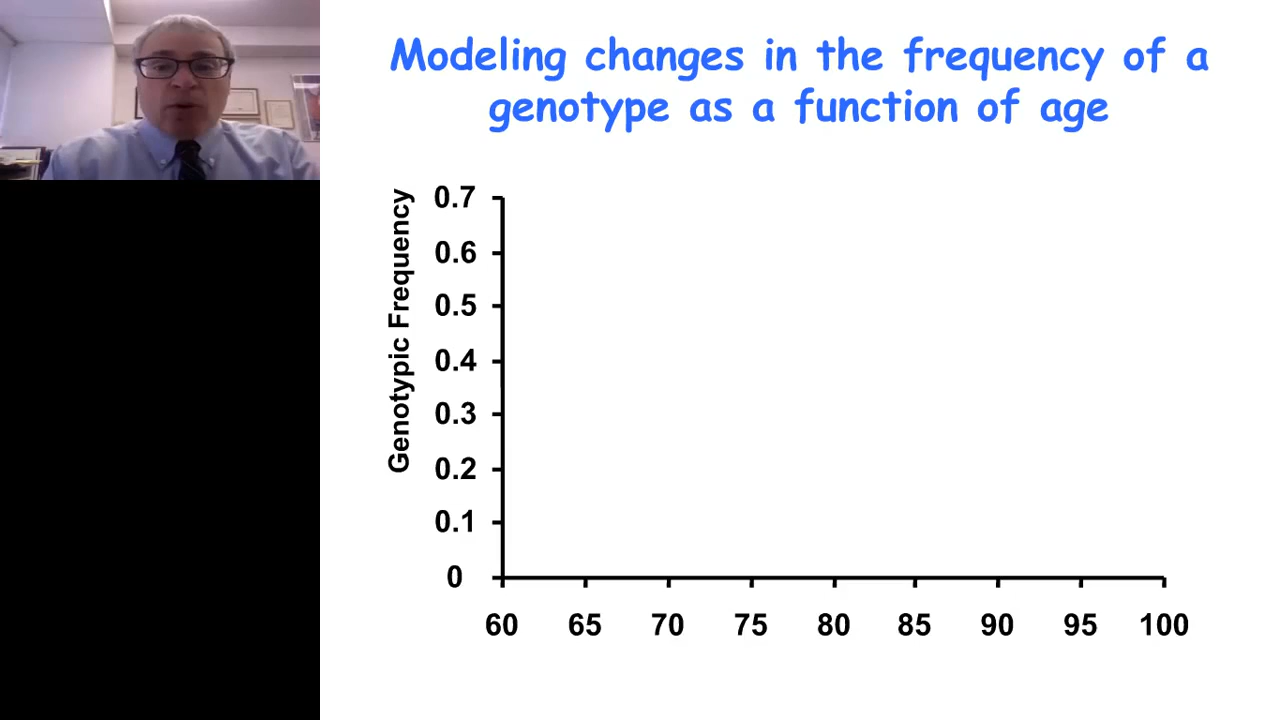 Modeling changes in the frequency of a
genotype as a function of age
Genotypic Frequency
0.7
0.6
0.5
0.4
0.3
0.2
0.1
0
60 65 70 75 80 85 90 95 100